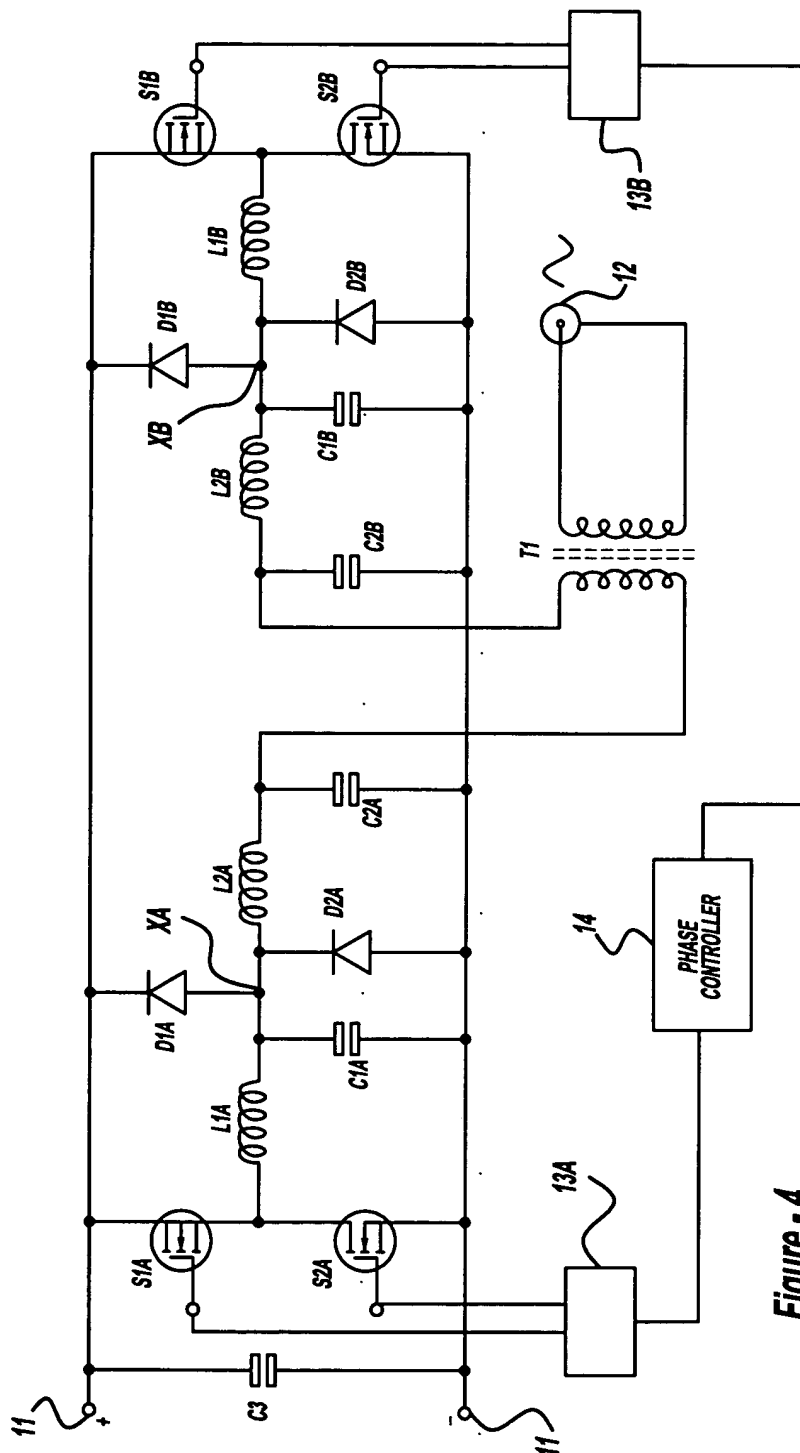 11
+
C3
-
11
S1A
S2A
13A
L1A
D1A
XA
C1A
D2A
L2A
C2A
14
PHASE
CONTROLLER
T1
C2B
L2B
XB
C1B
D1B
D2B
L1B
12
S1B
S2B
13B
Figure - 4